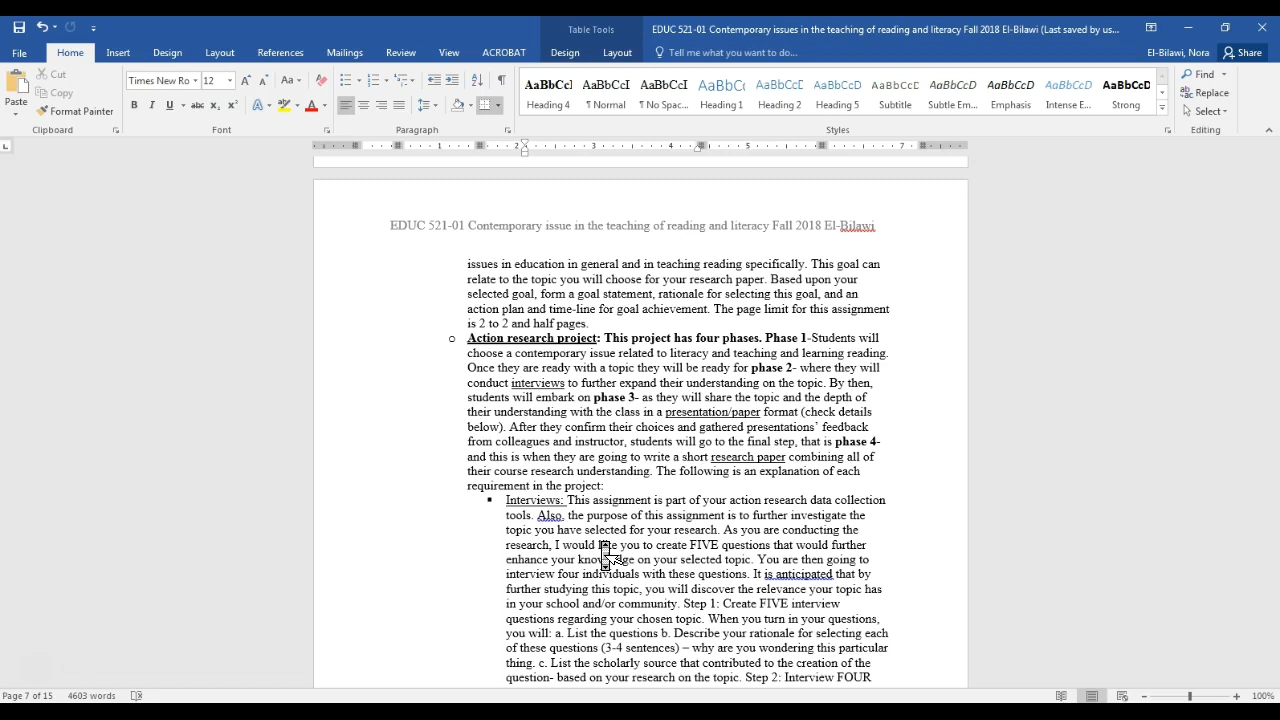 Table Tools
EDUC 521-01 Contemporary issues in the teaching of reading and literacy Fall 2018 El-Bilawi (Last saved by us...
File Home Insert Design Layout References Mailings Review View ACROBAT Design Layout Tell me what you want to do... El-Bilawi, Nora Share
Paste Cut
Copy
Format Painter
Times New Ro 12
AaBbCcI AaBbCcI AaBbCcI AaBbC AaBbCcI AaBbCcD AaBbCcD AaBbCcD AaBbCcD AaBbCcD AaBbCcD
Heading 4 ¶ Normal ¶ No Spac... Heading 1 Heading 2 Heading 5 Subtitle Subtle Em... Emphasis Intense E... Strong
Find
Replace
Select
Clipboard Font Paragraph Styles Editing
1 2 3 4 5 6 7
EDUC 521-01 Contemporary issue in the teaching of reading and literacy Fall 2018 El-Bilawi
issues in education in general and in teaching reading specifically. This goal can
relate to the topic you will choose for your research paper. Based upon your
selected goal, form a goal statement, rationale for selecting this goal, and an
action plan and time-line for goal achievement. The page limit for this assignment
is 2 to 2 and half pages.
o Action research project: This project has four phases. Phase 1-Students will
choose a contemporary issue related to literacy and teaching and learning reading.
Once they are ready with a topic they will be ready for phase 2- where they will
conduct interviews to further expand their understanding on the topic. By then,
students will embark on phase 3- as they will share the topic and the depth of
their understanding with the class in a presentation/paper format (check details
below). After they confirm their choices and gathered presentations’ feedback
from colleagues and instructor, students will go to the final step, that is phase 4-
and this is when they are going to write a short research paper combining all of
their course research understanding. The following is an explanation of each
requirement in the project:
▪ Interviews: This assignment is part of your action research data collection
tools. Also, the purpose of this assignment is to further investigate the
topic you have selected for your research. As you are conducting the
research, I would like you to create FIVE questions that would further
enhance your knowledge on your selected topic. You are then going to
interview four individuals with these questions. It is anticipated that by
further studying this topic, you will discover the relevance your topic has
in your school and/or community. Step 1: Create FIVE interview
questions regarding your chosen topic. When you turn in your questions,
you will: a. List the questions b. Describe your rationale for selecting each
of these questions (3-4 sentences) – why are you wondering this particular
thing. c. List the scholarly source that contributed to the creation of the
question- based on your research on the topic. Step 2: Interview FOUR
Page 7 of 15 4603 words 100%